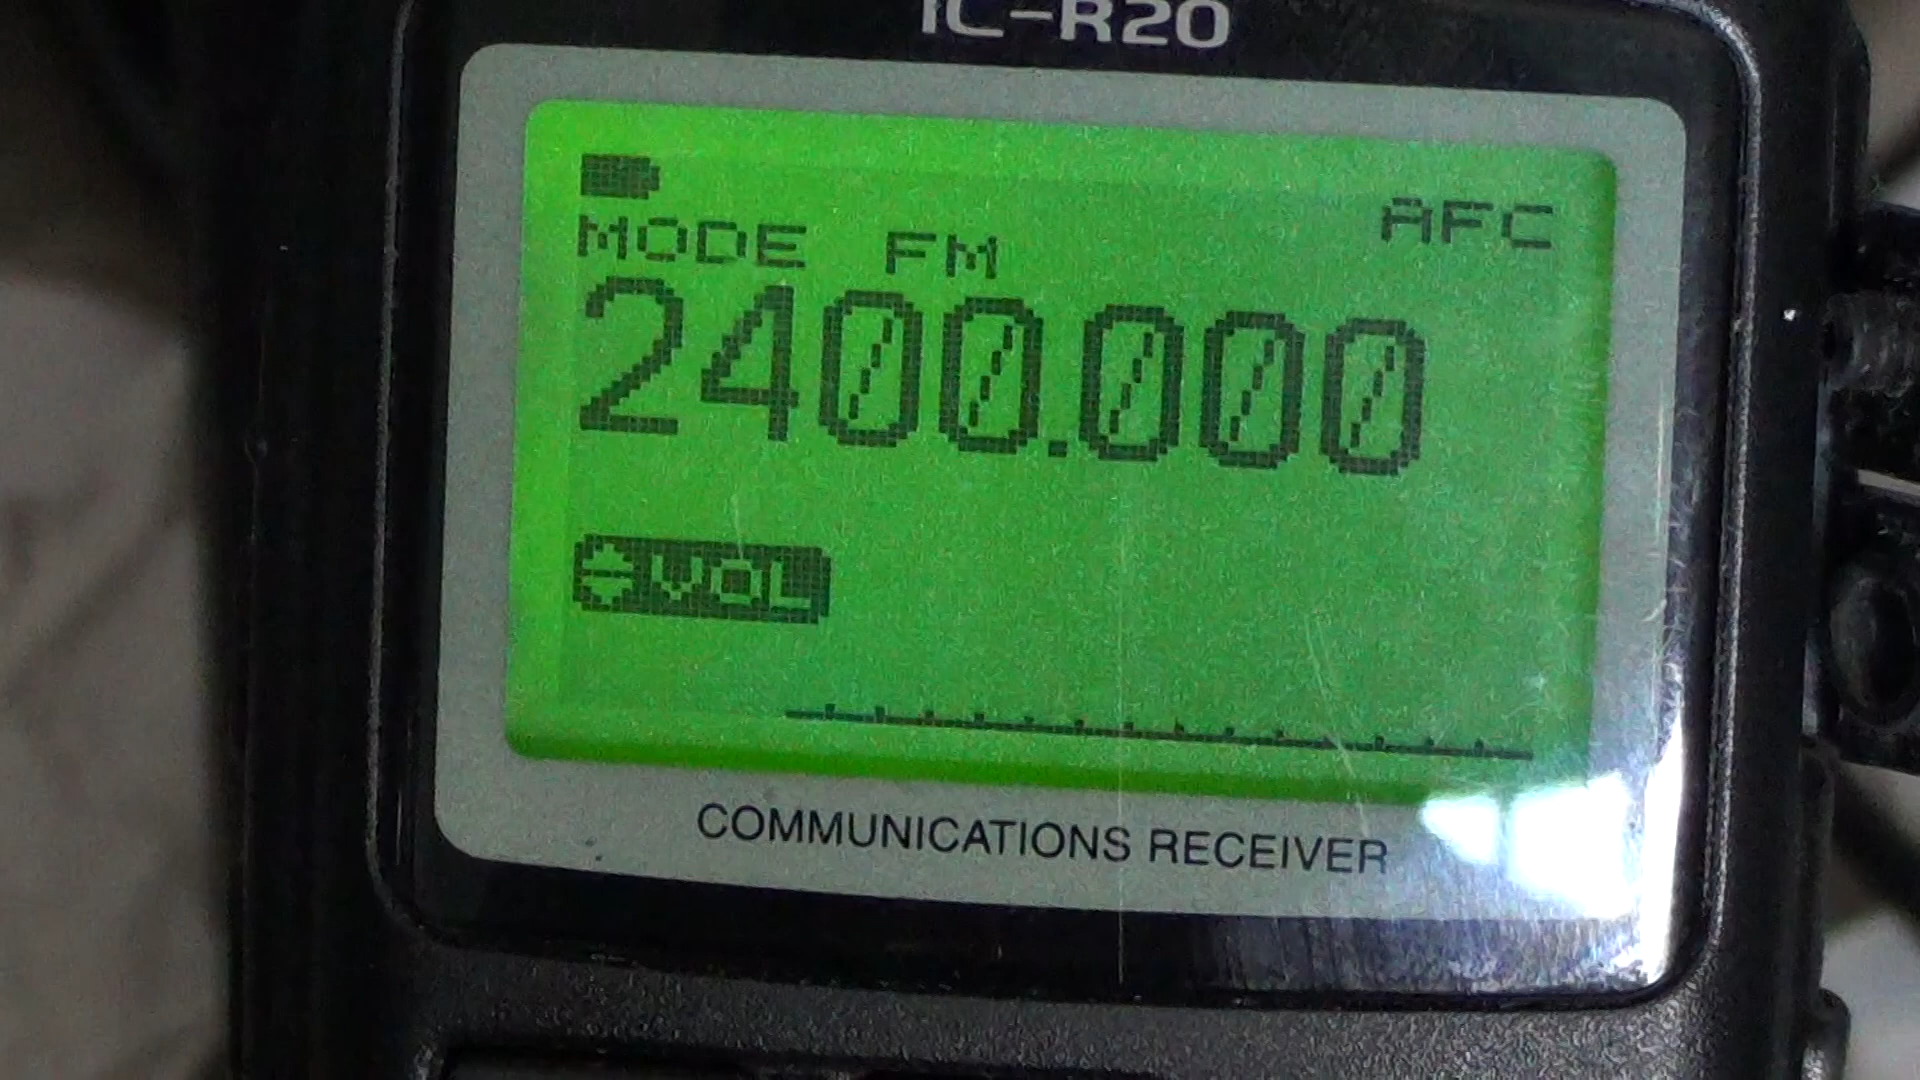 IC-R20
AFC
MODE FM
2400.000
VOL
COMMUNICATIONS RECEIVER